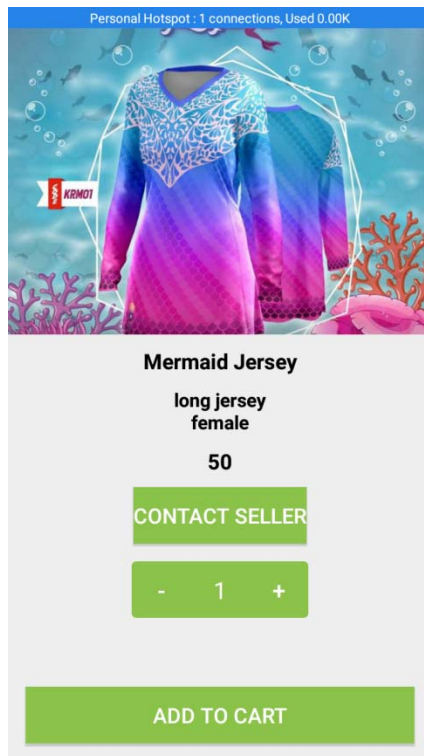 Personal Hotspot : 1 connections, Used 0.00K
KRM01
Mermaid Jersey
long jersey
female
50
CONTACT SELLER
- 1 +
ADD TO CART